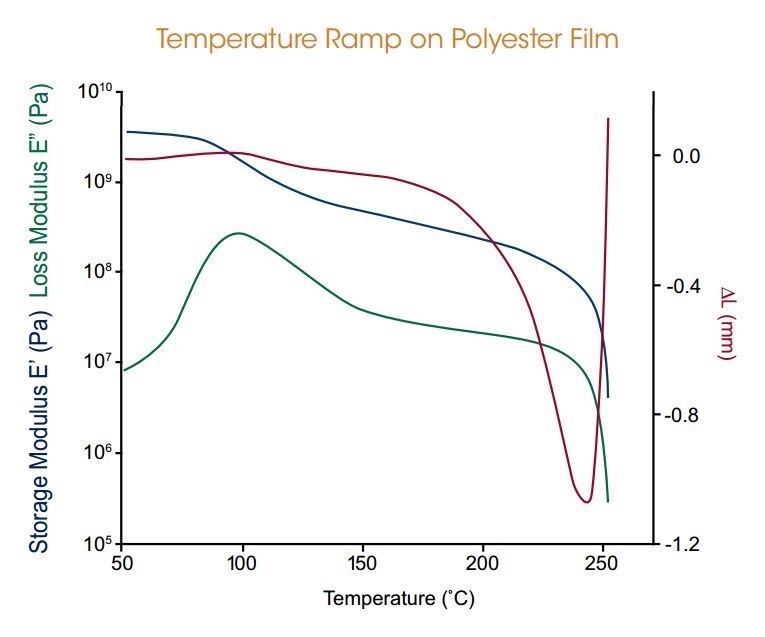 Temperature Ramp on Polyester Film
Storage Modulus E' (Pa) Loss Modulus E” (Pa)
10¹⁰
10⁹
10⁸
10⁷
10⁶
10⁵
50 100 150 200 250
Temperature (˚C)
0.0
-0.4
-0.8
-1.2
ΔL (mm)